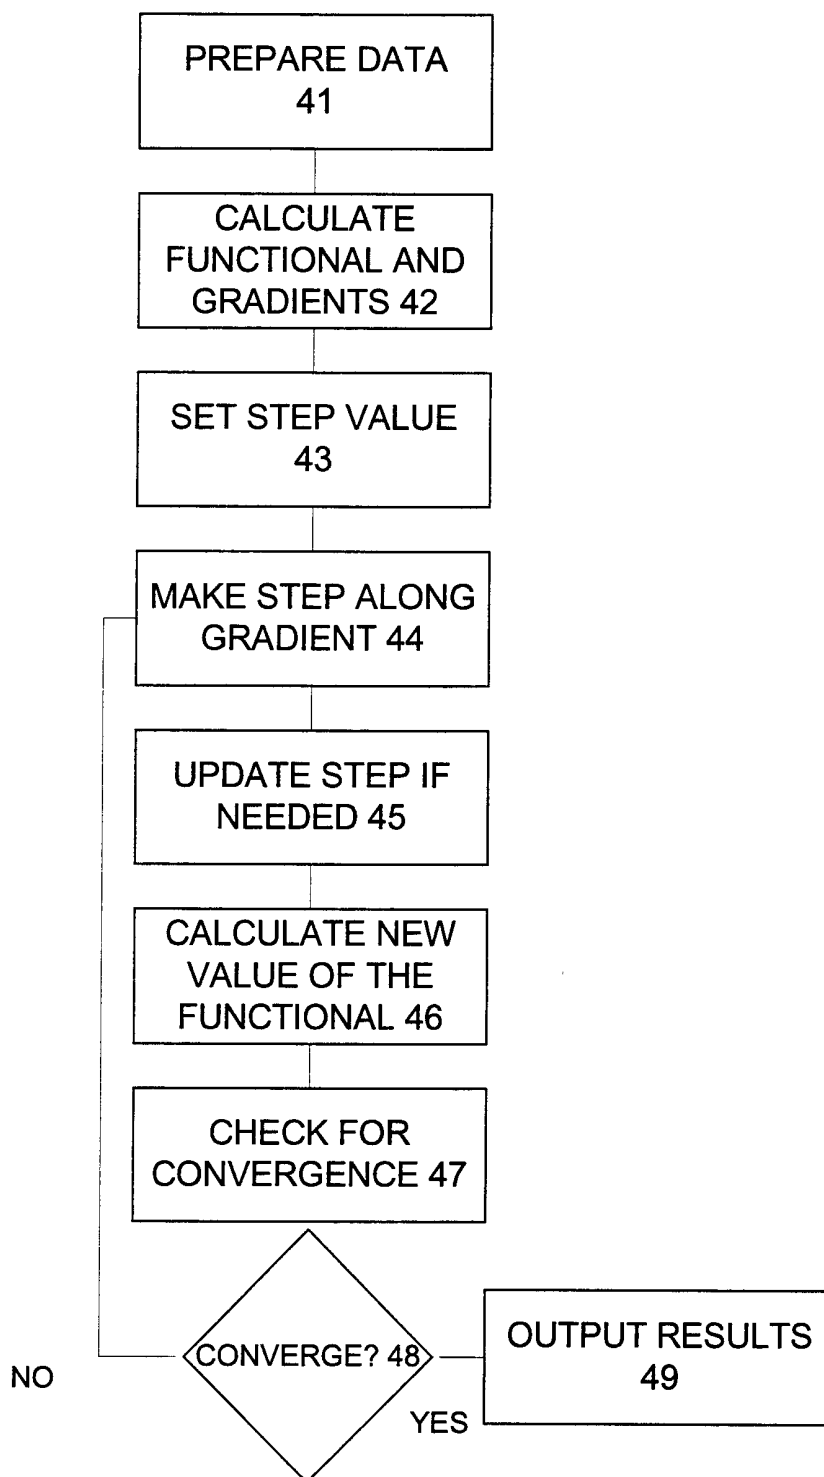 PREPARE DATA
41
CALCULATE
FUNCTIONAL AND
GRADIENTS 42
SET STEP VALUE
43
MAKE STEP ALONG
GRADIENT 44
UPDATE STEP IF
NEEDED 45
CALCULATE NEW
VALUE OF THE
FUNCTIONAL 46
CHECK FOR
CONVERGENCE 47
CONVERGE? 48
OUTPUT RESULTS
49
NO
YES